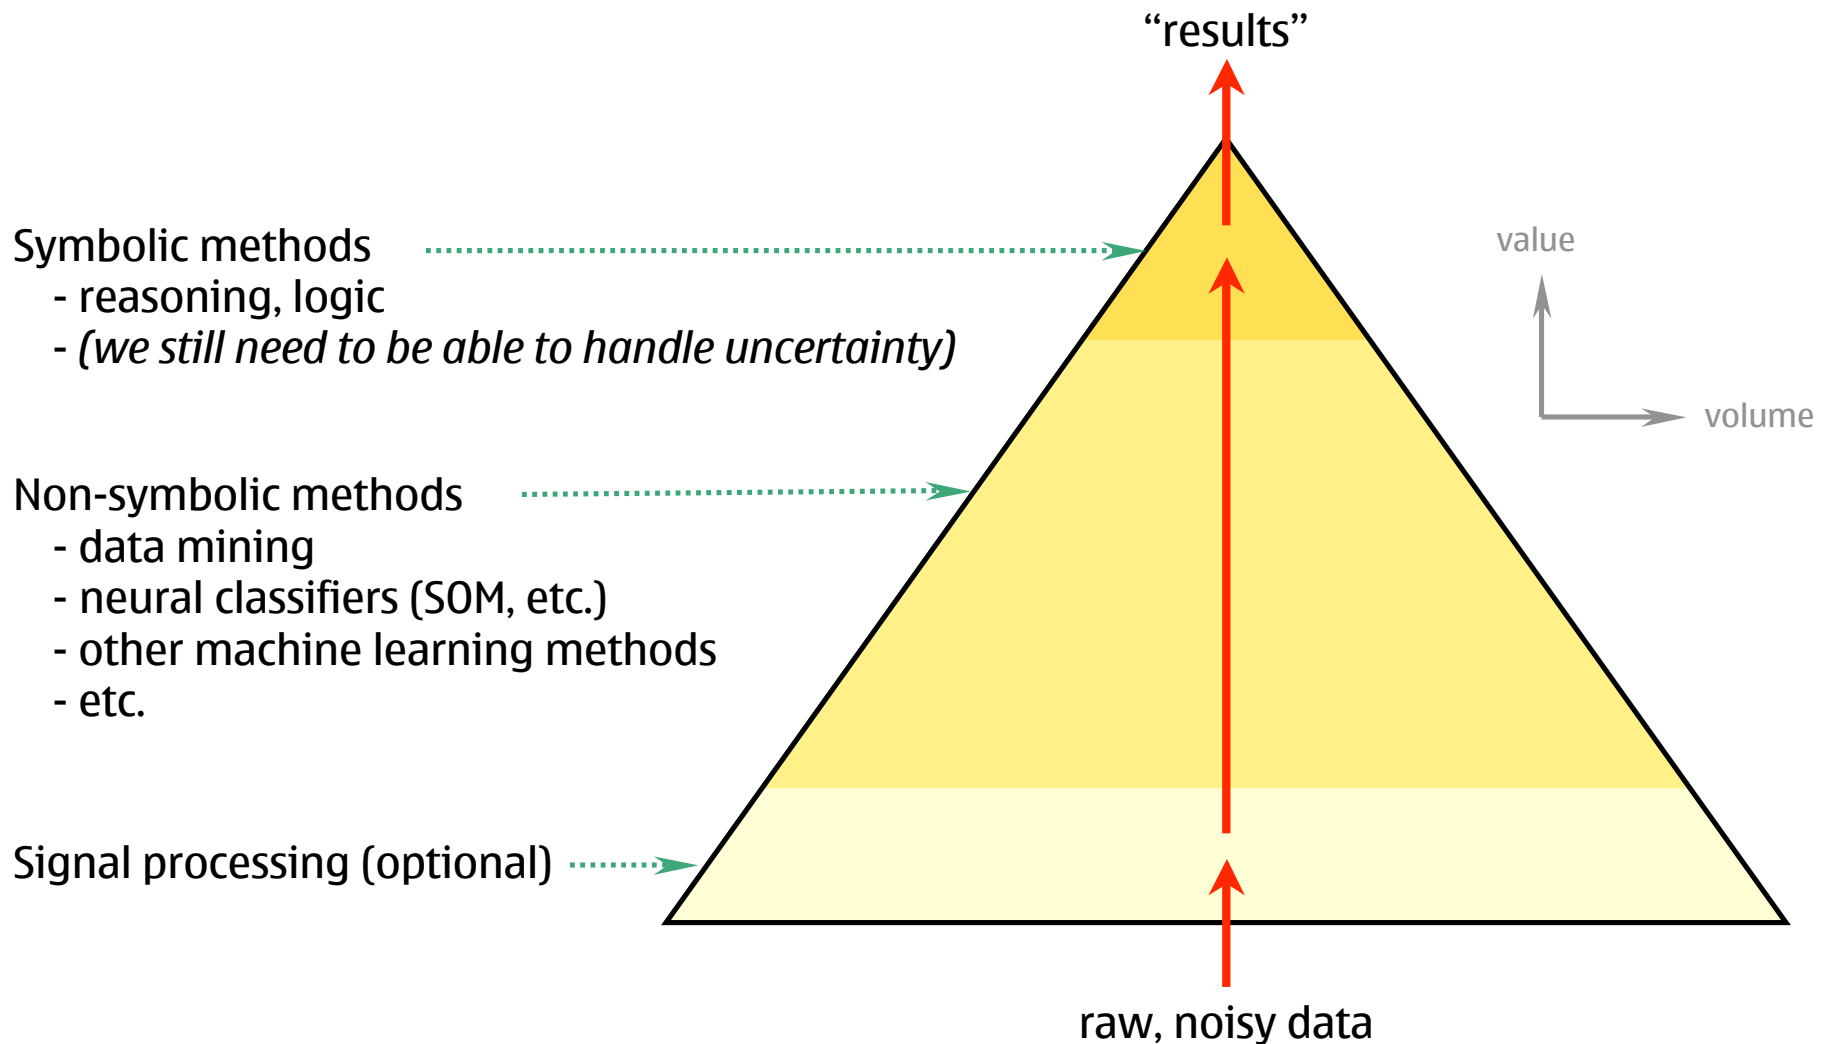 “results”
Symbolic methods
- reasoning, logic
- (we still need to be able to handle uncertainty)
value
volume
Non-symbolic methods
- data mining
- neural classifiers (SOM, etc.)
- other machine learning methods
- etc.
Signal processing (optional)
raw, noisy data